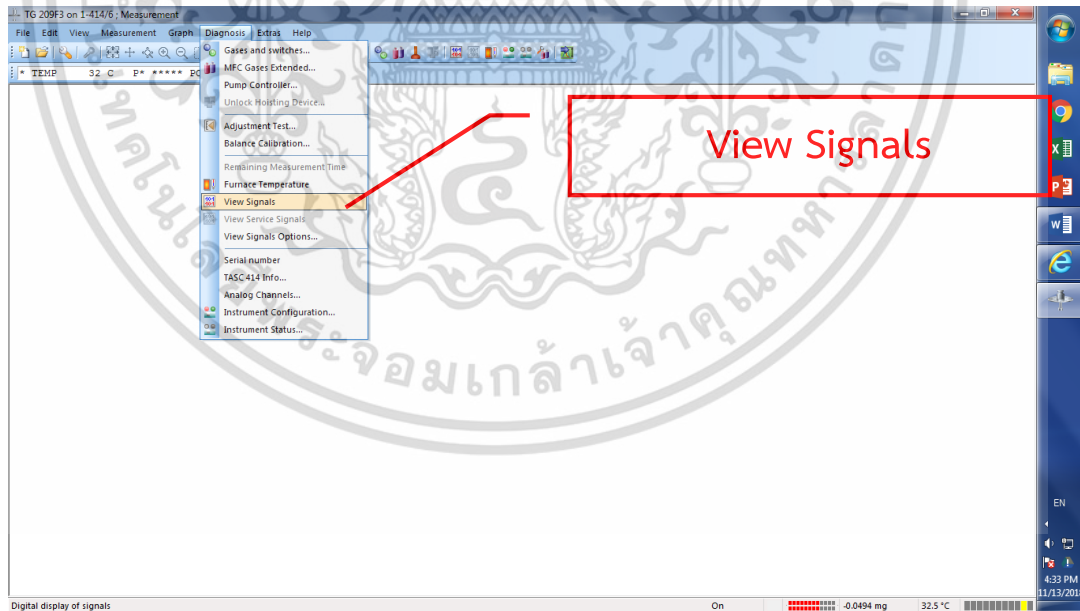 TG 209F3 on 1-414/6 ; Measurement
File Edit View Measurement Graph Diagnosis Extras Help
* TEMP 32 C P* *****
Gases and switches...
MFC Gases Extended...
Pump Controller...
Unlock Hoisting Device...
Adjustment Test...
Balance Calibration...
Remaining Measurement Time
Furnace Temperature
View Signals
View Service Signals
View Signals Options...
Serial number
TASC 414 Info...
Analog Channels...
Instrument Configuration...
Instrument Status...
View Signals
พระจอมเกล้าเจ้าคุณทหาร
EN
4:33 PM
11/13/201
Digital display of signals On -0.0494 mg 32.5 °C